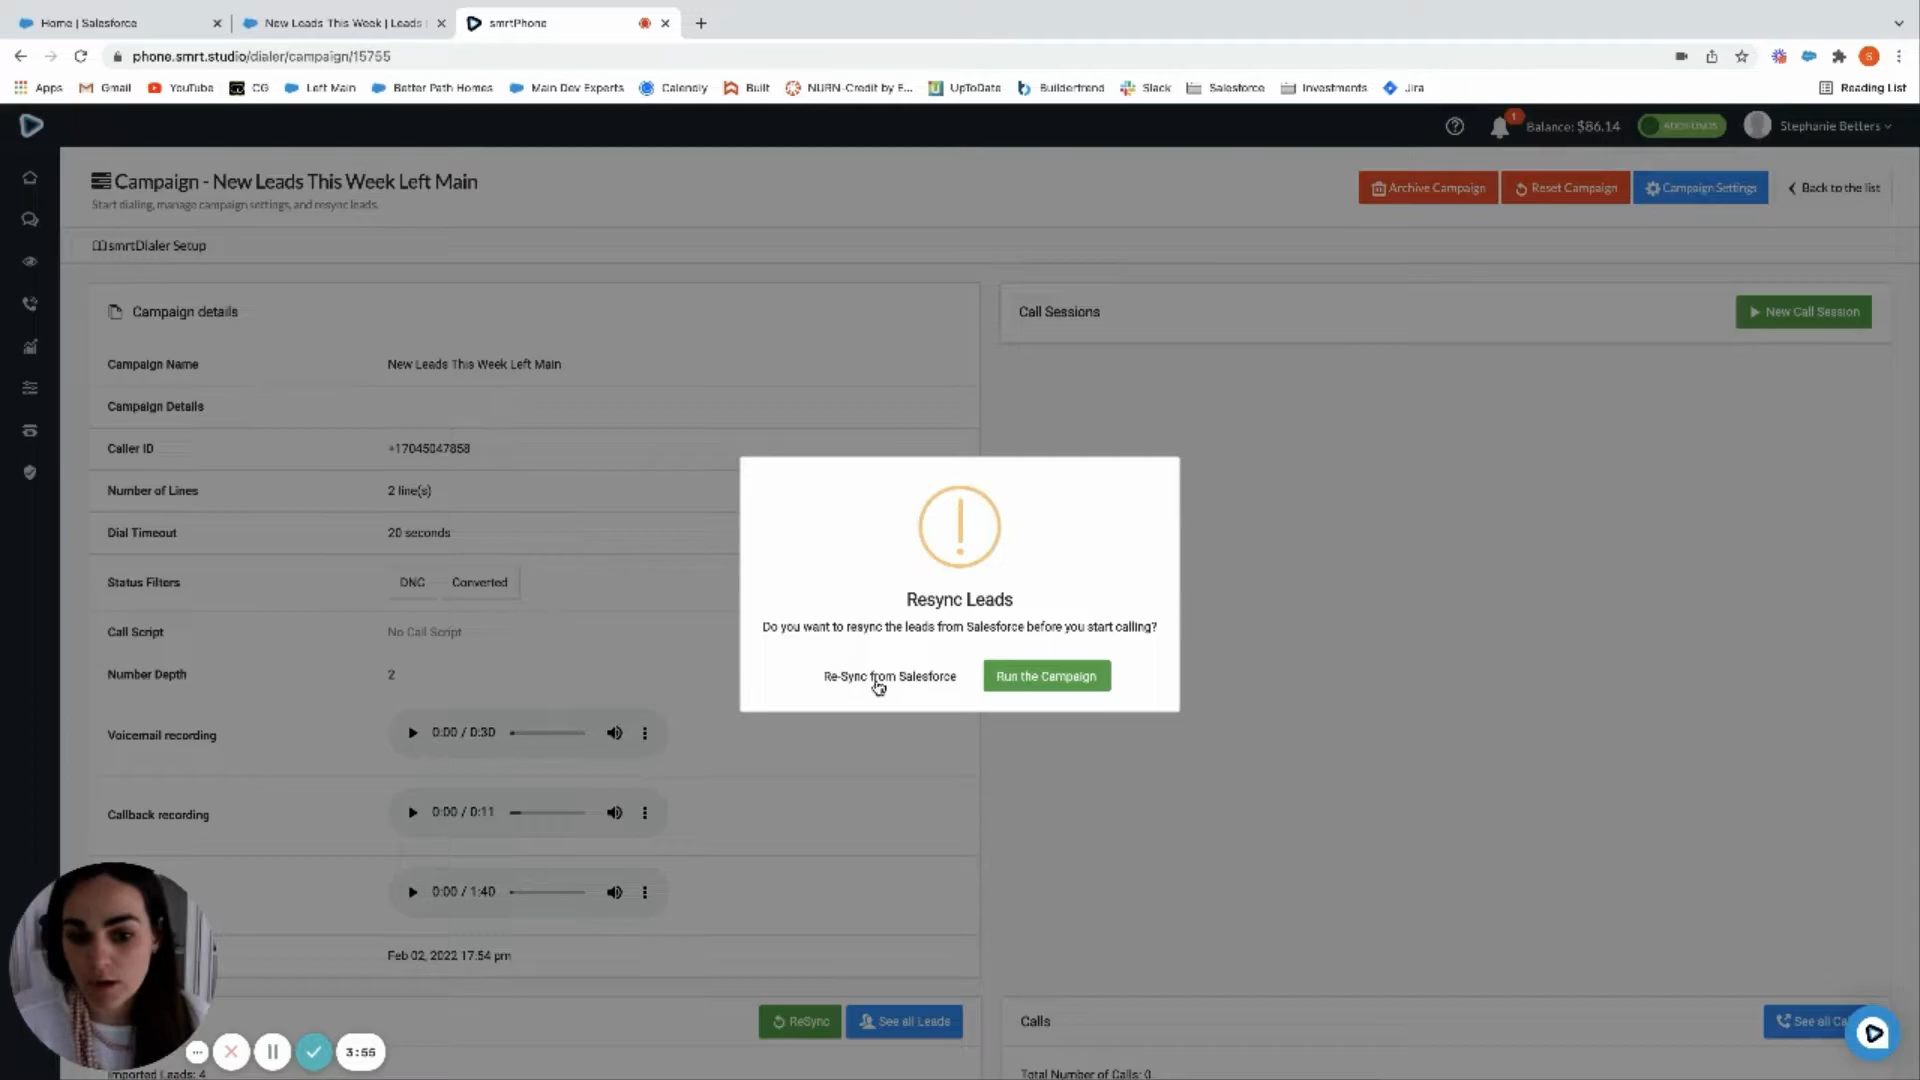 Home | Salesforce
New Leads This Week | Leads
smrtPhone
phone.smrt.studio/dialer/campaign/15755
Apps
Gmail
YouTube
CG
Left Main
Better Path Homes
Main Dev Experts
Calendly
Built
NURN-Credit by E...
UpToDate
Buildertrend
Slack
Salesforce
Investments
Jira
Reading List
1
Balance: $86.14
ADD FUNDS
Stephanie Betters
S
Campaign - New Leads This Week Left Main
Start dialing, manage campaign settings, and resync leads.
Archive Campaign
Reset Campaign
Campaign Settings
Back to the list
smrtDialer Setup
Campaign details
Call Sessions
New Call Session
Campaign Name
New Leads This Week Left Main
Campaign Details
Caller ID
+17045047858
Number of Lines
2 line(s)
Dial Timeout
20 seconds
Status Filters
DNC
Converted
Call Script
No Call Script
Number Depth
2
Resync Leads
Do you want to resync the leads from Salesforce before you start calling?
Re-Sync from Salesforce
Run the Campaign
Voicemail recording
0:00 / 0:30
Callback recording
0:00 / 0:11
0:00 / 1:40
Feb 02, 2022 17:54 pm
ReSync
See all Leads
Calls
See all
3:55
Imported Leads: 4
Total Number of Calls: 0